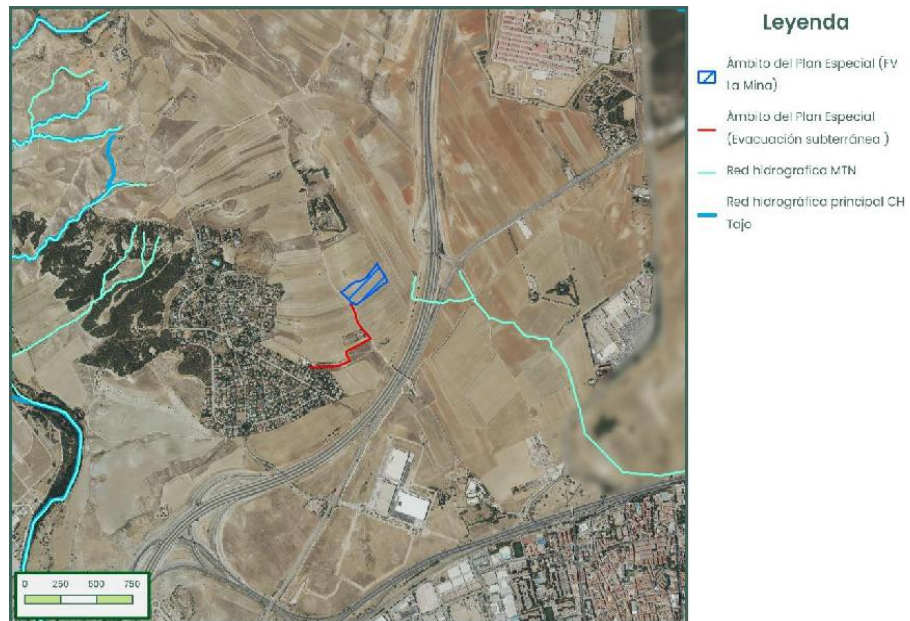 Leyenda
Ámbito del Plan Especial (FV
La Mina)
Ámbito del Plan Especial
(Evacuación subterránea )
Red hidrografica MTN
Red hidrográfica principal CH
Tajo
0 250 500 750